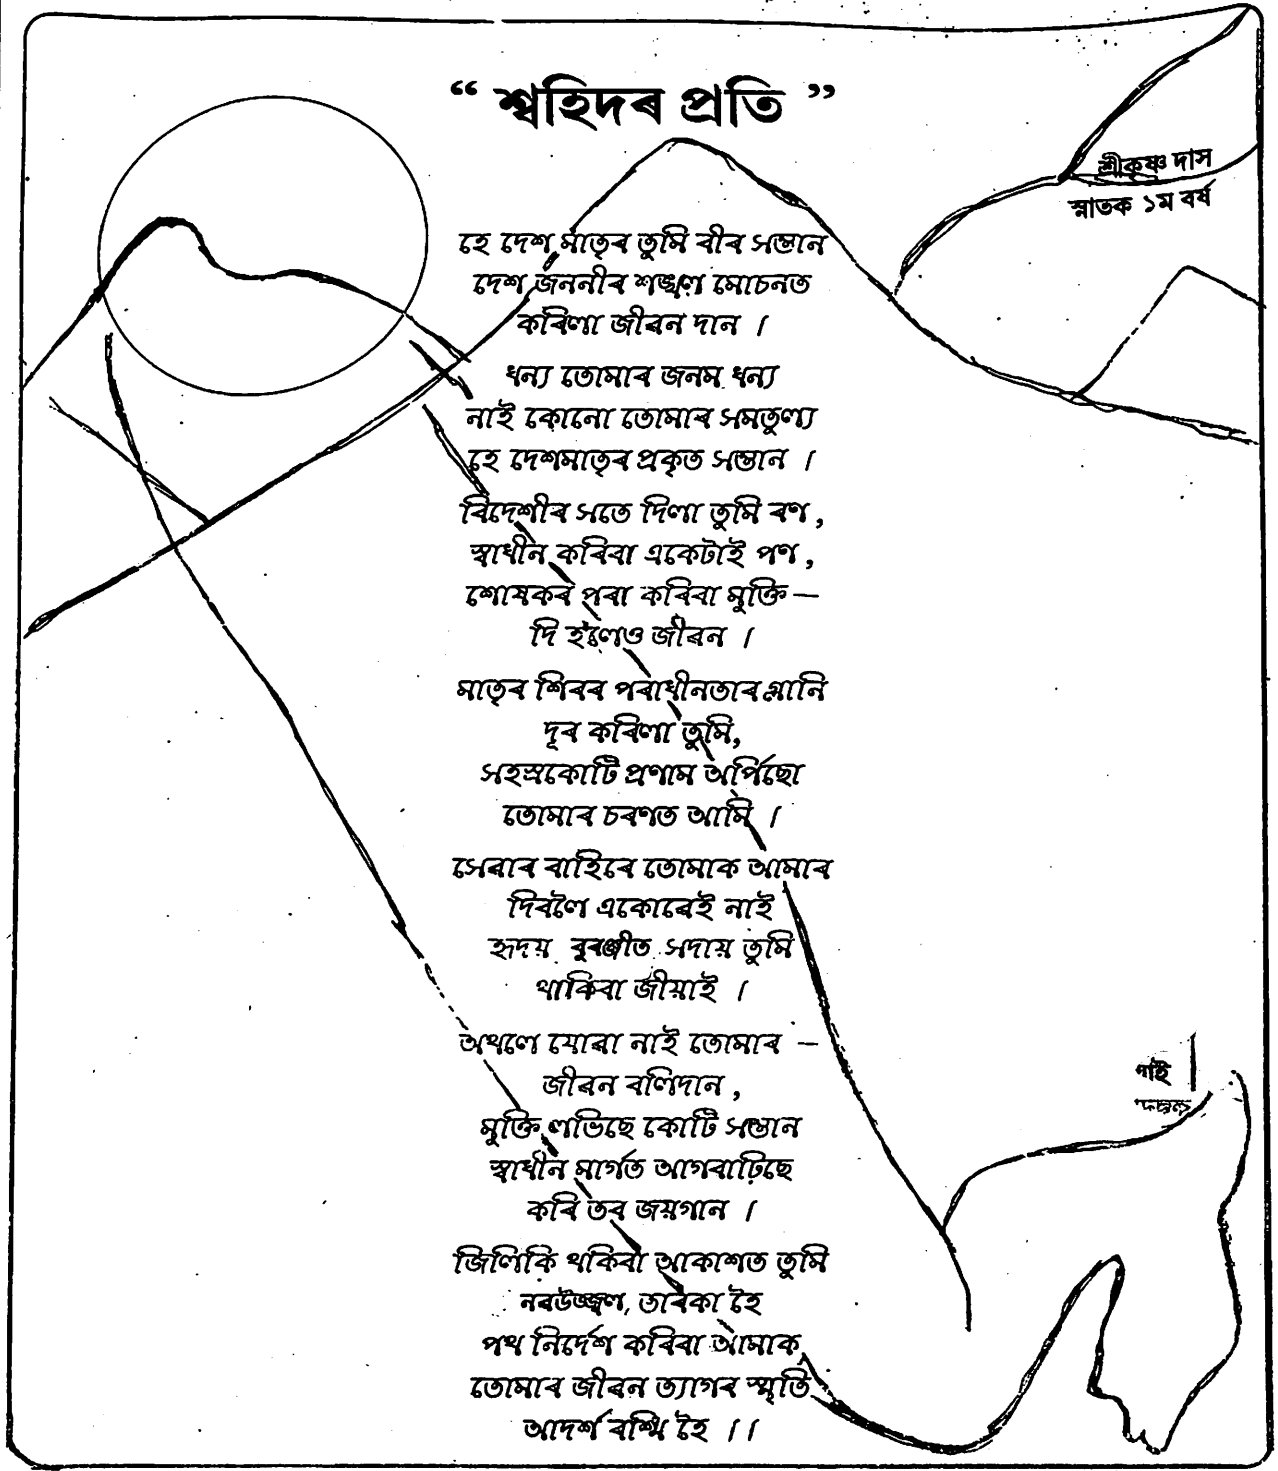 “ শ্বহিদৰ প্ৰতি ”
শ্ৰীকৃষ্ণ দাস
স্নাতক ১ম বৰ্ষ
হে দেশ মাতৃৰ তুমি বীৰ সন্তান
দেশ জননীৰ শৃঙ্খল মোচনত
কৰিলা জীৱন দান ।
ধন্য তোমাৰ জনম ধন্য
নাই কোনো তোমাৰ সমতুল্য
হে দেশমাতৃৰ প্ৰকৃত সন্তান ।
বিদেশীৰ সতে দিলা তুমি ৰণ,
স্বাধীন কৰিবা একেটাই পণ,
শোষকৰ পৰা কৰিবা মুক্তি —
দি হ'লেও জীৱন ।
মাতৃৰ শিৰৰ পৰাধীনতাৰ গ্লানি
দূৰ কৰিলা তুমি,
সহস্ৰকোটি প্ৰণাম অৰ্পিছো
তোমাৰ চৰণত আমি ।
সেৱাৰ বাহিৰে তোমাক আমাৰ
দিবলৈ একোৱেই নাই
হৃদয় বুৰঞ্জীত সদায় তুমি
থাকিবা জীয়াই ।
অথলে যোৱা নাই তোমাৰ —
জীৱন বলিদান,
মুক্তি লভিছে কোটি সন্তান
স্বাধীন মাৰ্গত আগবাঢ়িছে
কৰি তৱ জয়গান ।
জিলিকি থকিবা আকাশত তুমি
নৱউজ্জ্বল, তাৰকা হৈ
পথ নিৰ্দেশ কৰিবা আমাক
তোমাৰ জীৱন ত্যাগৰ স্মৃতি
আদৰ্শ ৰশ্মি হৈ ।।